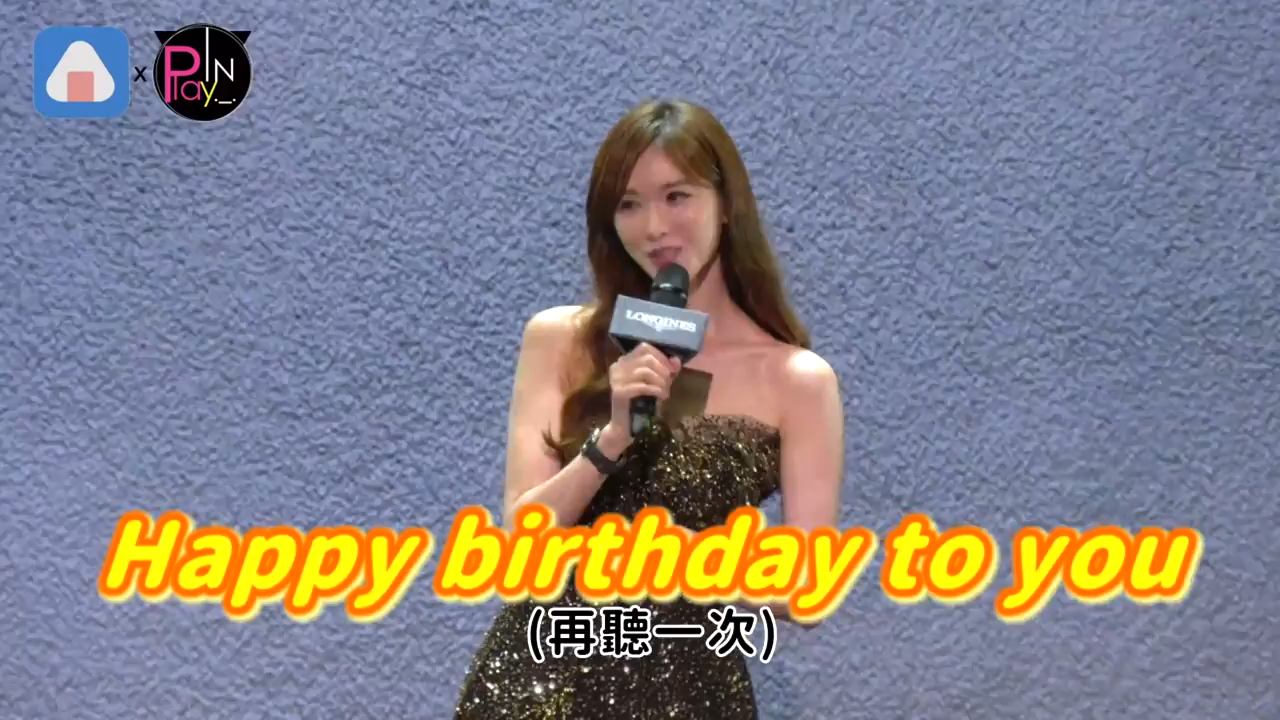 x
Play IN
LONGINES
Happy birthday to you
(再聽一次)